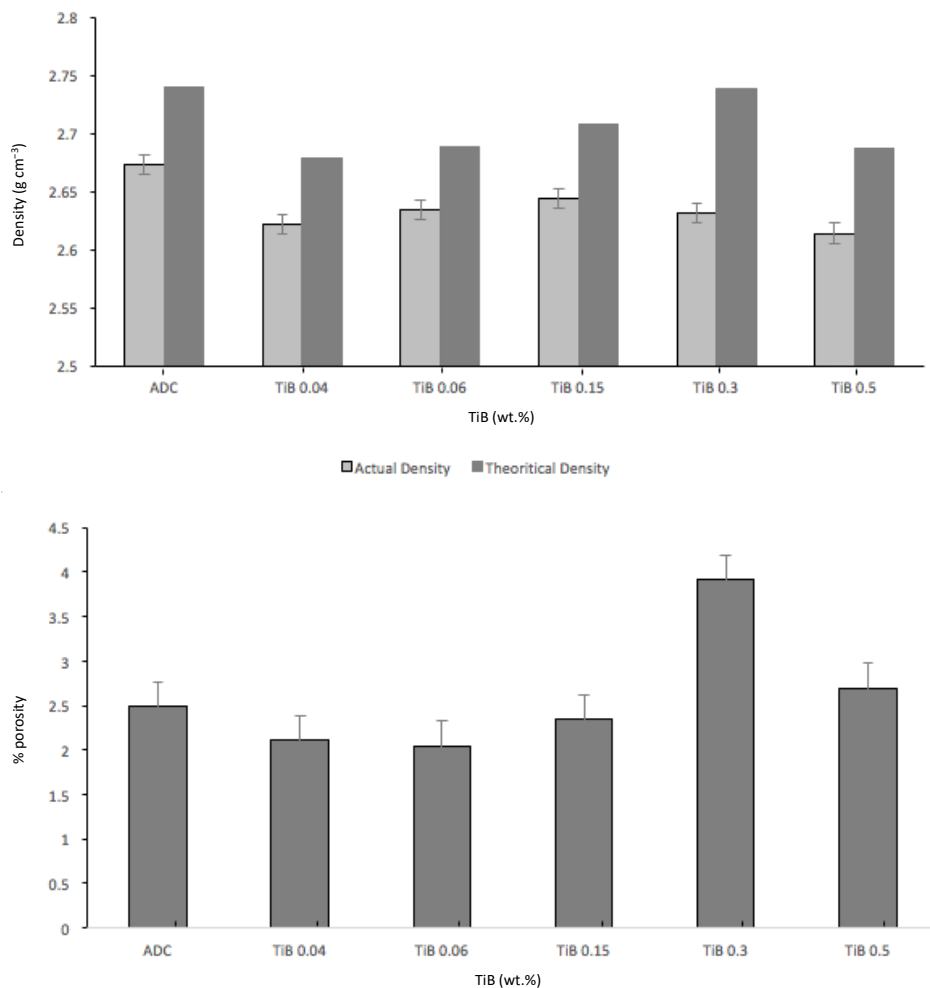 2.8
2.75
2.7
2.65
2.6
2.55
2.5
Density (g cm⁻³)
ADC TiB 0.04 TiB 0.06 TiB 0.15 TiB 0.3 TiB 0.5
TiB (wt.%)
Actual Density Theoritical Density
4.5
4
3.5
3
2.5
2
1.5
1
0.5
0
% porosity
ADC TiB 0.04 TiB 0.06 TiB 0.15 TiB 0.3 TiB 0.5
TiB (wt.%)